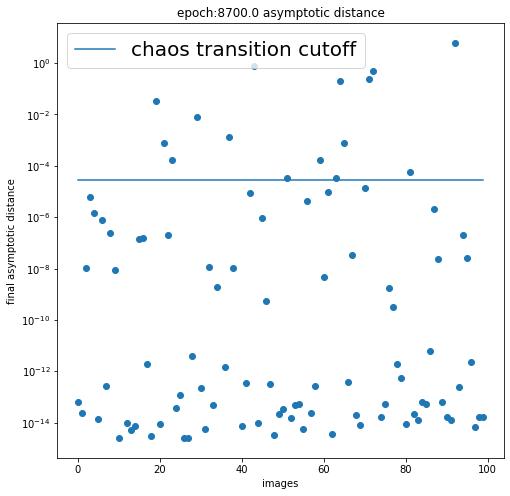 epoch:8700.0 asymptotic distance
chaos transition cutoff
final asymptotic distance
10⁰
10⁻²
10⁻⁴
10⁻⁶
10⁻⁸
10⁻¹⁰
10⁻¹²
10⁻¹⁴
0 20 40 60 80 100
images